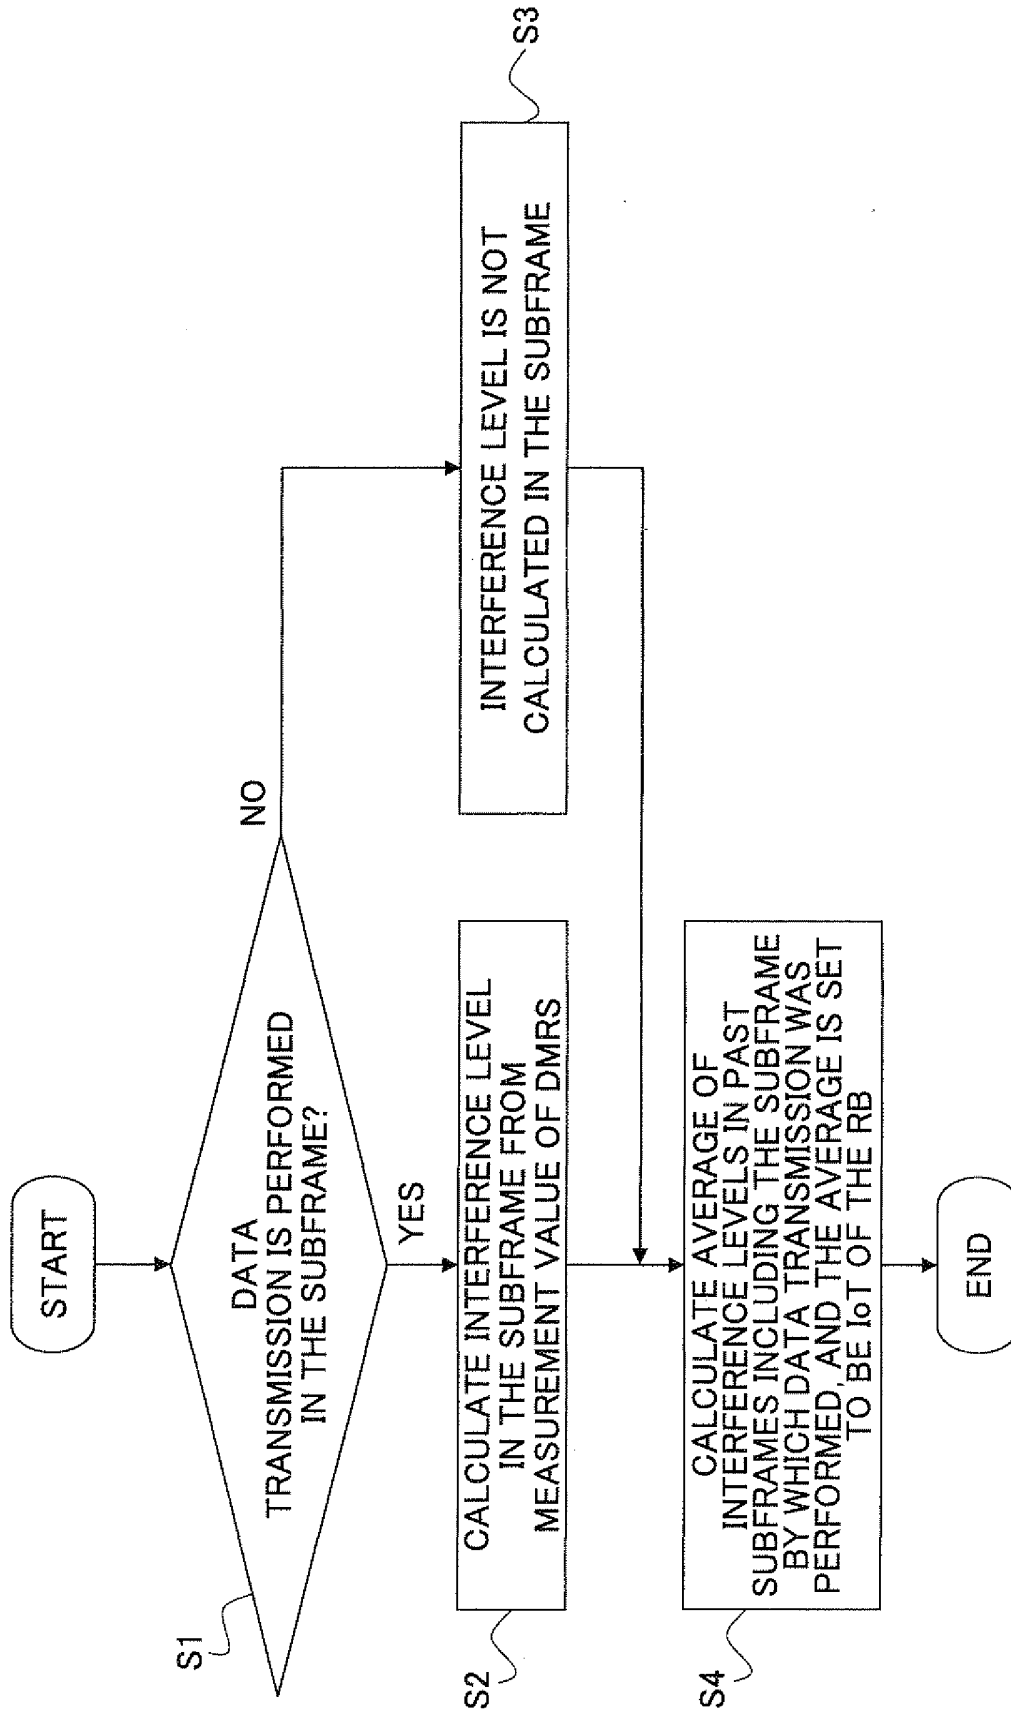 START
S1
DATA
TRANSMISSION IS PERFORMED
IN THE SUBFRAME?
NO
YES
S2
CALCULATE INTERFERENCE LEVEL
IN THE SUBFRAME FROM
MEASUREMENT VALUE OF DMRS
INTERFERENCE LEVEL IS NOT
CALCULATED IN THE SUBFRAME
S3
S4
CALCULATE AVERAGE OF
INTERFERENCE LEVELS IN PAST
SUBFRAMES INCLUDING THE SUBFRAME
BY WHICH DATA TRANSMISSION WAS
PERFORMED, AND THE AVERAGE IS SET
TO BE IoT OF THE RB
END